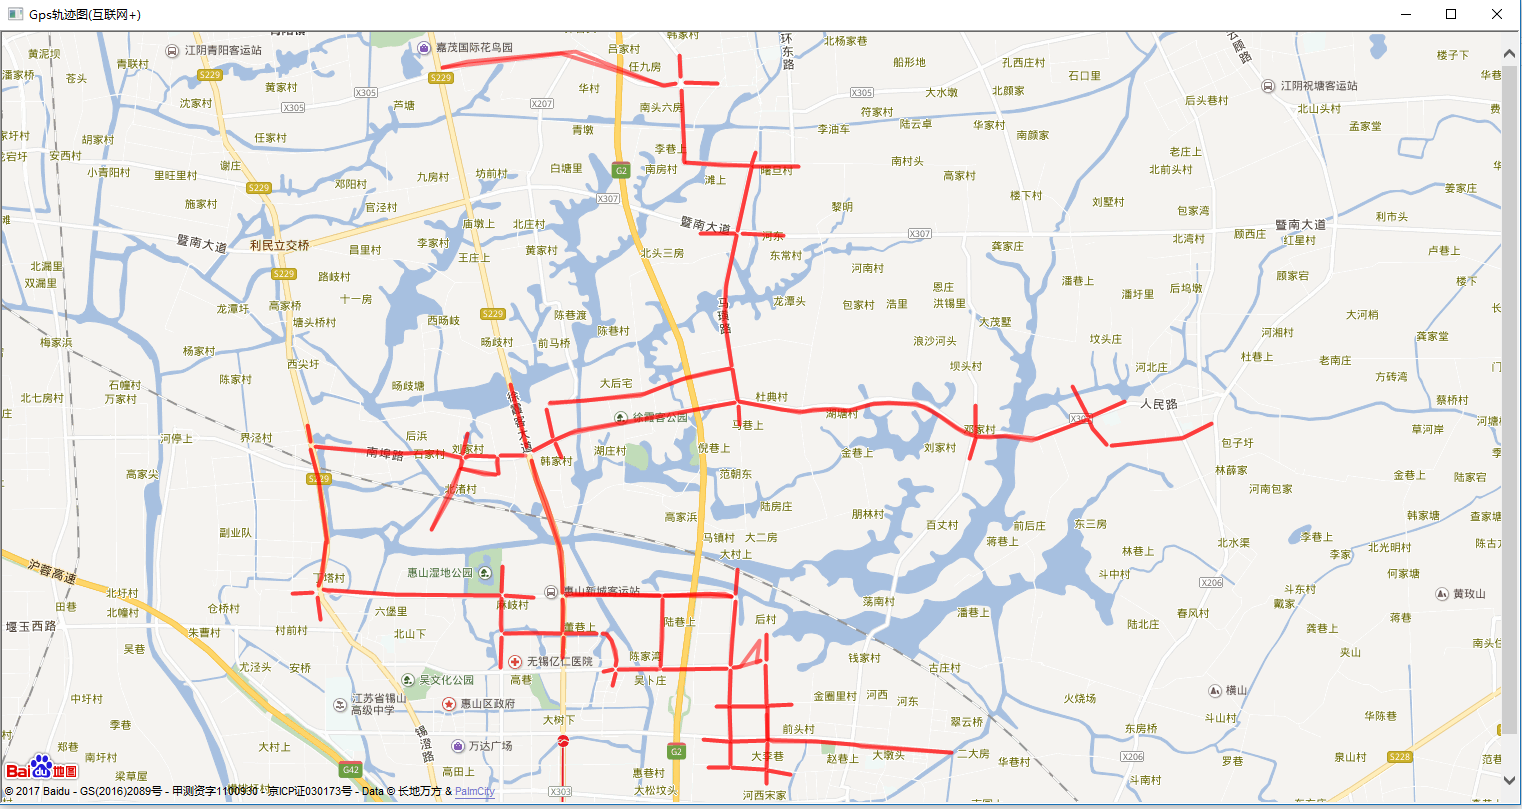 Gps轨迹图(互联网+)
黄泥坝
江阴青阳客运站
嘉茂国际花鸟园
吕家村
韩家村
环东路
北杨家巷
楼子下
潘家桥
苍头
青联村
S229
S229
任九房
船形地
孔西庄村
石口里
江阴祝塘客运站
沈家村
黄家村
X305
X305
芦塘
X207
华村
南头六房
X305
大水墩
北颜家
后头巷村
北山头村
符家村
胡家村
任家村
青墩
李油车
陆云卓
华家村
南颜家
孟家堂
安西村
谢庄
李巷上
老庄上
小青阳村
里旺里村
邓阳村
九房村
坊前村
白塘里
G2
南房村
滩上
曙旦村
南村头
高家村
北前头村
S229
楼下村
姜家庄
施家村
官泾村
X307
黎明
刘墅村
包家湾
利市头
庙墩上
北庄村
暨南大道
暨南大道
利民立交桥
昌里村
李家村
王庄上
黄家村
北头三房
河东
东常村
X307
龚家庄
北湾村
顾西庄
暨南大道
红星村
卢巷上
北漏里
双漏里
S229
路岐村
十一房
河南村
恩庄
潘巷上
潘圩里
后坞墩
顾家宕
楼下
龙潭圩
高家桥
塘头桥村
西旸岐
S229
陈巷渡
陈巷村
马镇路
龙潭头
包家村
浩里
洪锡里
大茂墅
大河梢
梅家浜
杨家村
西尖圩
旸岐村
前马桥
浪沙河头
坟头庄
河湘村
龚家堂
石幢村
万家村
陈家村
旸岐塘
大后宅
坝头村
河北庄
杜巷上
老南庄
方砖湾
北七房村
杜典村
人民路
蔡桥村
河停上
界泾村
后浜
徐霞客公园
马巷上
湖塘村
邓家村
草河岸
包子圩
南埠路
石家村
刘家村
韩家村
湖庄村
倪巷上
金巷上
刘家村
高家尖
北渚村
范朝东
林薛家
金巷上
陆家宕
河南包家
副业队
高家浜
陆房庄
朋林村
百丈村
前后庄
蒋巷上
东三房
韩家塘
查家塘
马镇村
大二房
大村上
北水渠
李巷上
李家
北光明村
沪蓉高速
丁塔村
惠山湿地公园
林巷上
斗中村
X206
何家塘
北圩村
田巷
北幢村
仓桥村
六堡里
麻岐村
惠山新城客运站
荡南村
潘巷上
斗东村
戴家
黄玫山
堰玉西路
朱曹村
村前村
北山下
董巷上
陆巷上
后村
春风村
陆北庄
龚巷上
蒋巷
吴巷
尤泾头
安桥
无锡亿仁医院
陈家湾
钱家村
古庄村
夹山
吴文化公园
高巷
吴卜庄
中圩村
江苏省锡山
高级中学
惠山区政府
金圈里村
河西
河东
火烧场
横山
季巷
大树下
前头村
翠云桥
东房桥
斗山村
华陈巷
郑巷
南圩村
大村上
锡澄路
万达广场
G2
大李巷
赵巷上
大墩头
二大房
华巷村
X206
罗巷
泉山村
S228
Bai du 地图
梁草屋
G42
高田上
惠巷村
大松坟头
X303
河西宋家
斗南村
© 2017 Baidu - GS(2016)2089号 - 甲测资字1100930 - 京ICP证030173号 - Data © 长地万方 & PalmCity